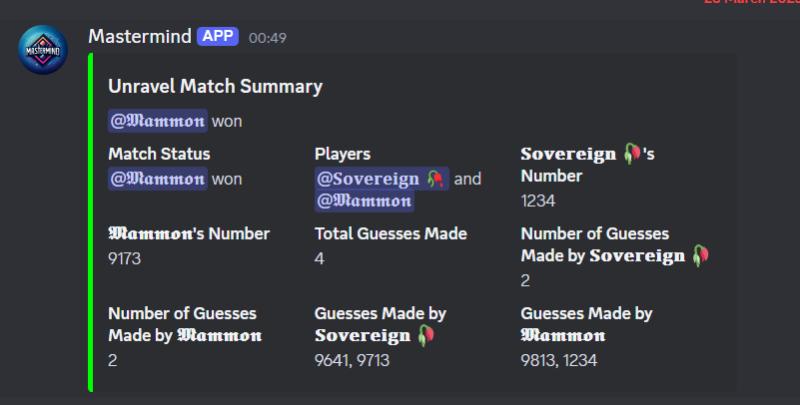 Mastermind APP 00:49
MASTERMIND
Unravel Match Summary
@𝕸𝖆𝖒𝖒𝖔𝖓 won
Match Status
@𝕸𝖆𝖒𝖒𝖔𝖓 won
Players
@𝐒𝐨𝐯𝐞𝐫𝐞𝐢𝐠𝐧 🥀 and
@𝕸𝖆𝖒𝖒𝖔𝖓
𝐒𝐨𝐯𝐞𝐫𝐞𝐢𝐠𝐧 🥀's
Number
1234
𝕸𝖆𝖒𝖒𝖔𝖓's Number
9173
Total Guesses Made
4
Number of Guesses
Made by 𝐒𝐨𝐯𝐞𝐫𝐞𝐢𝐠𝐧 🥀
2
Number of Guesses
Made by 𝕸𝖆𝖒𝖒𝖔𝖓
2
Guesses Made by
𝐒𝐨𝐯𝐞𝐫𝐞𝐢𝐠𝐧 🥀
9641, 9713
Guesses Made by
𝕸𝖆𝖒𝖒𝖔𝖓
9813, 1234